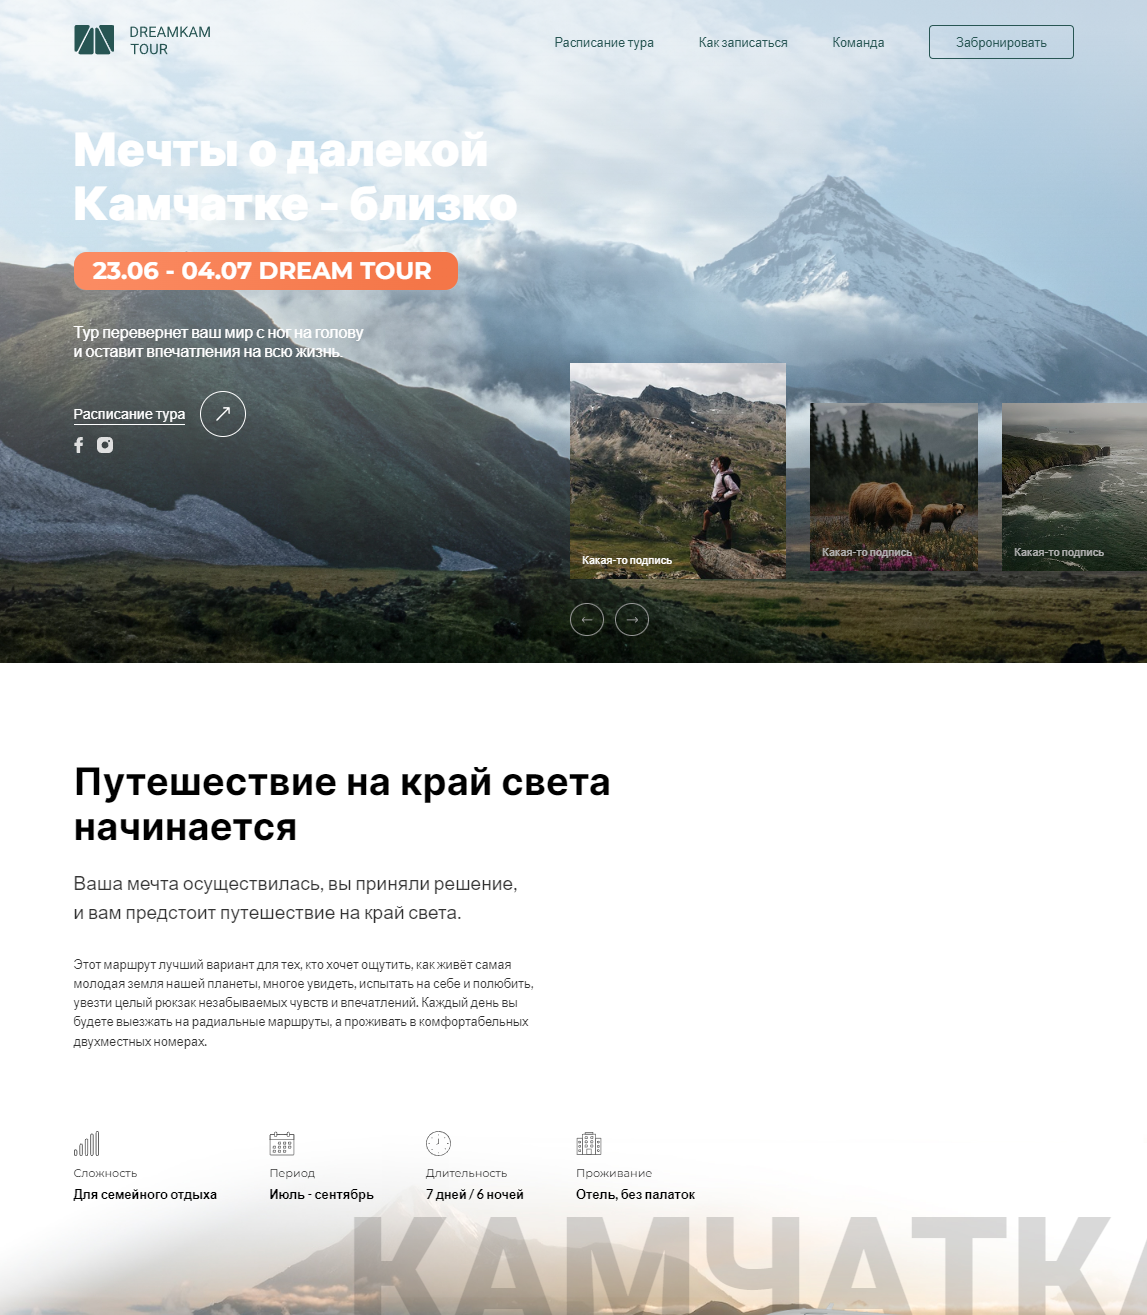 DREAMKAM
TOUR
Расписание тура
Как записаться
Команда
Забронировать
Мечты о далекой
Камчатке - близко
23.06 - 04.07 DREAM TOUR
Тур перевернет ваш мир с ног на голову
и оставит впечатления на всю жизнь.
Расписание тура
Какая-то подпись
Какая-то подпись
Какая-то подпись
Путешествие на край света
начинается
Ваша мечта осуществилась, вы приняли решение,
и вам предстоит путешествие на край света.
Этот маршрут лучший вариант для тех, кто хочет ощутить, как живёт самая
молодая земля нашей планеты, многое увидеть, испытать на себе и полюбить,
увезти целый рюкзак незабываемых чувств и впечатлений. Каждый день вы
будете выезжать на радиальные маршруты, а проживать в комфортабельных
двухместных номерах.
Сложность
Для семейного отдыха
Период
Июль - сентябрь
Длительность
7 дней / 6 ночей
Проживание
Отель, без палаток
КАМЧАТКА